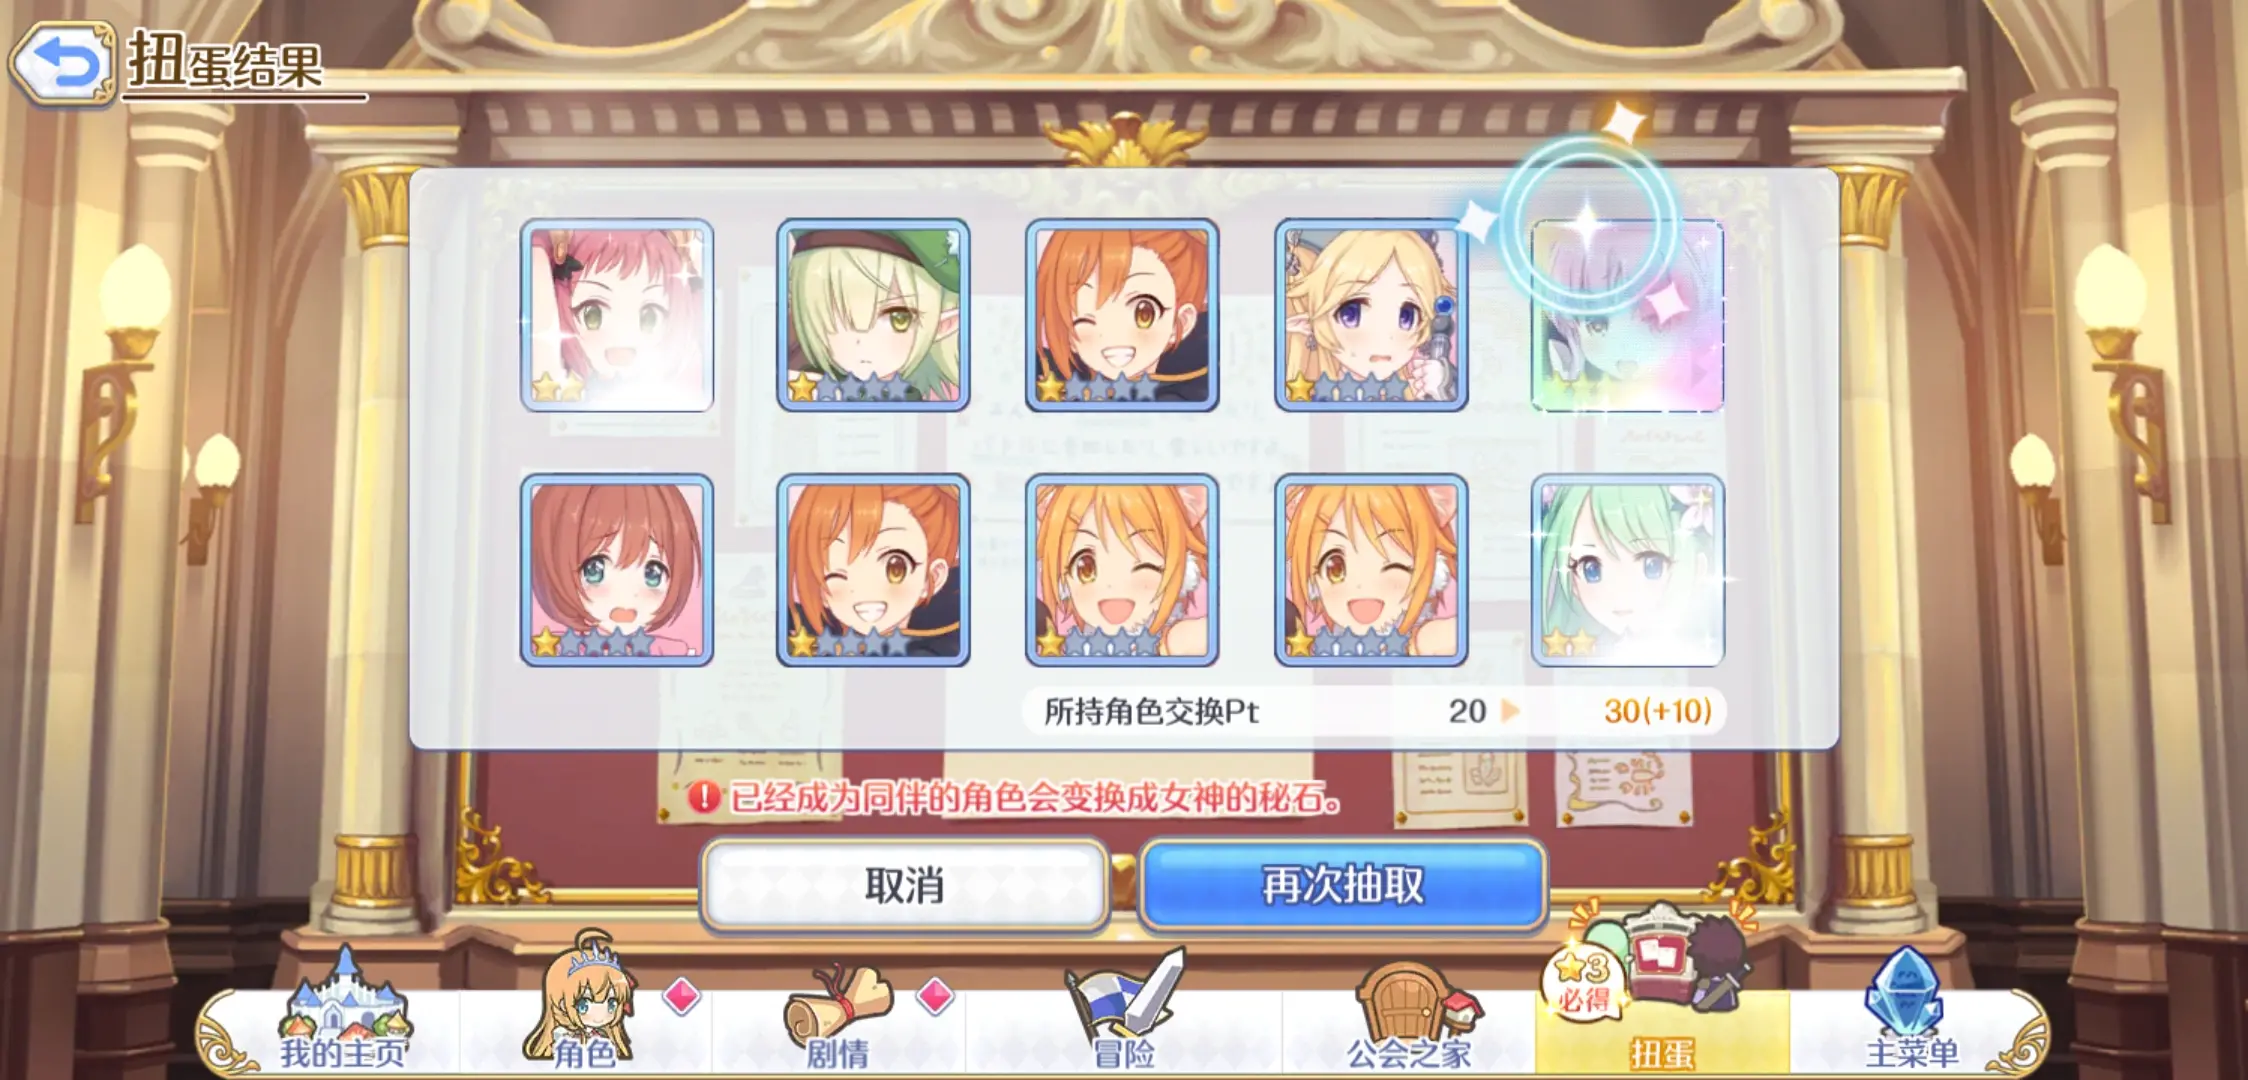 扭蛋结果
所持角色交换Pt 20 30(+10)
已经成为同伴的角色会变换成女神的秘石。
取消 再次抽取
3
必得
我的主页 角色 剧情 冒险 公会之家 扭蛋 主菜单